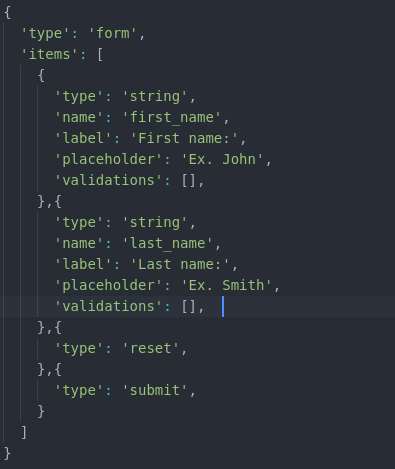 {
  'type': 'form',
  'items': [
    {
      'type': 'string',
      'name': 'first_name',
      'label': 'First name:',
      'placeholder': 'Ex. John',
      'validations': [],
    },{
      'type': 'string',
      'name': 'last_name',
      'label': 'Last name:',
      'placeholder': 'Ex. Smith',
      'validations': [],
    },{
      'type': 'reset',
    },{
      'type': 'submit',
    }
  ]
}